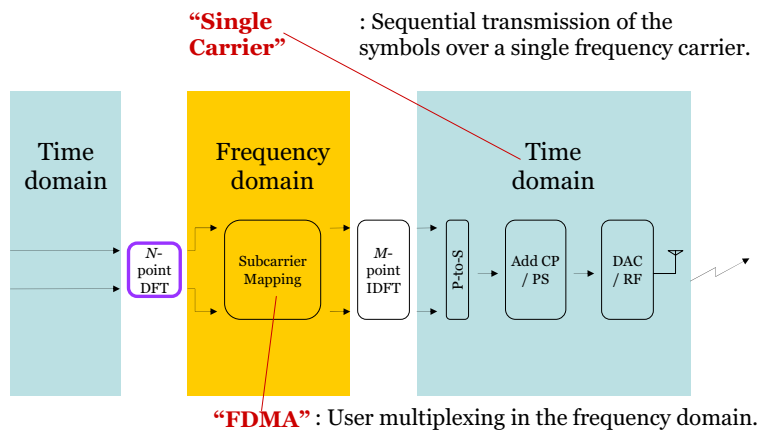 “Single
Carrier”
: Sequential transmission of the
symbols over a single frequency carrier.
Time
domain
Frequency
domain
Time
domain
N-
point
DFT
Subcarrier
Mapping
M-
point
IDFT
P-to-S
Add CP
/ PS
DAC
/ RF
“FDMA” : User multiplexing in the frequency domain.